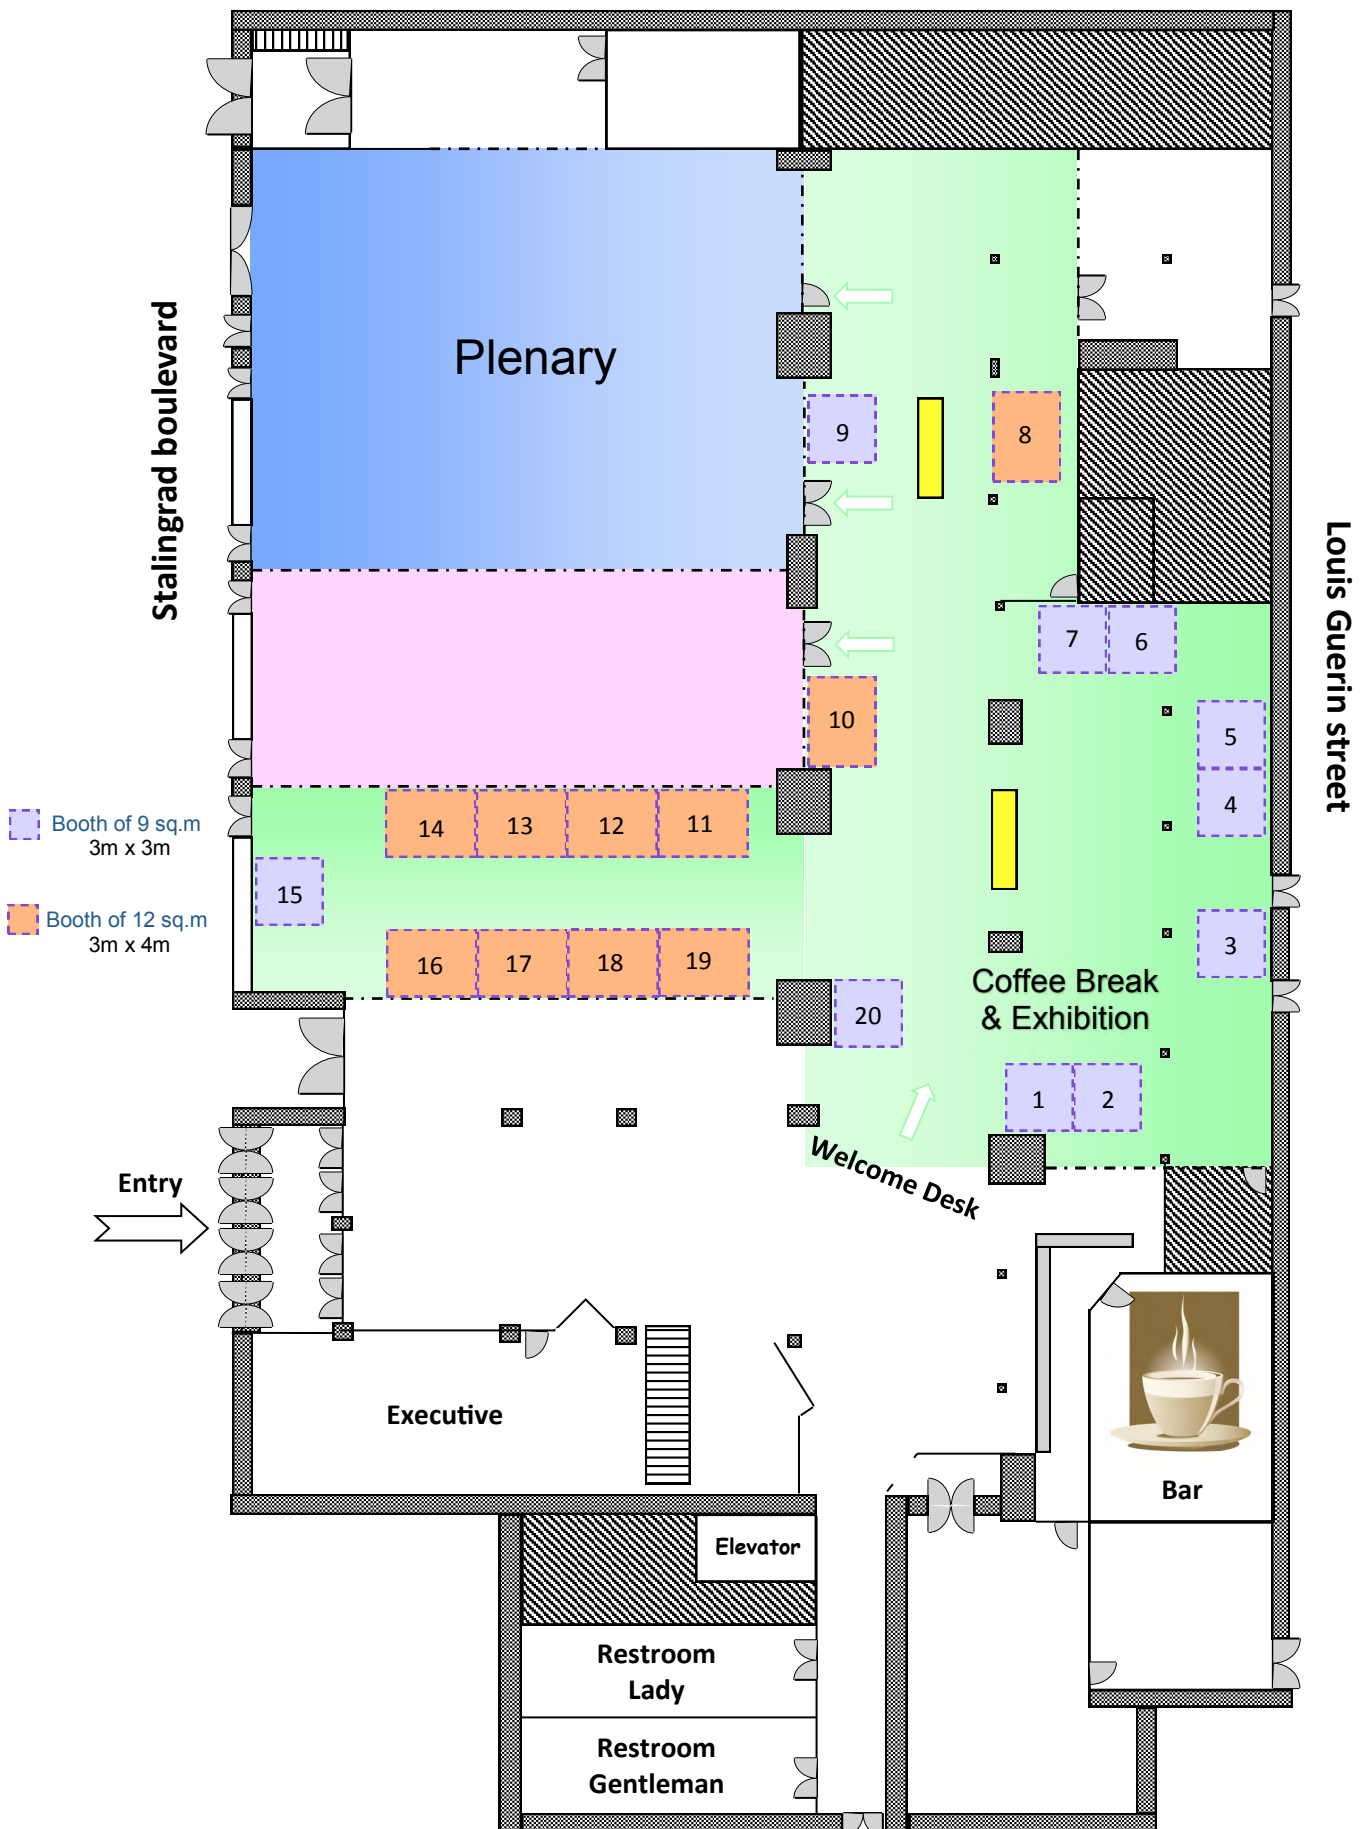 Plenary
Stalingrad boulevard
Louis Guerin street
9
8
7
6
10
5
4
14
13
12
11
Booth of 9 sq.m
3m x 3m
15
Booth of 12 sq.m
3m x 4m
16
17
18
19
3
Coffee Break
& Exhibition
20
1
2
Welcome Desk
Entry
Executive
Bar
Elevator
Restroom
Lady
Restroom
Gentleman